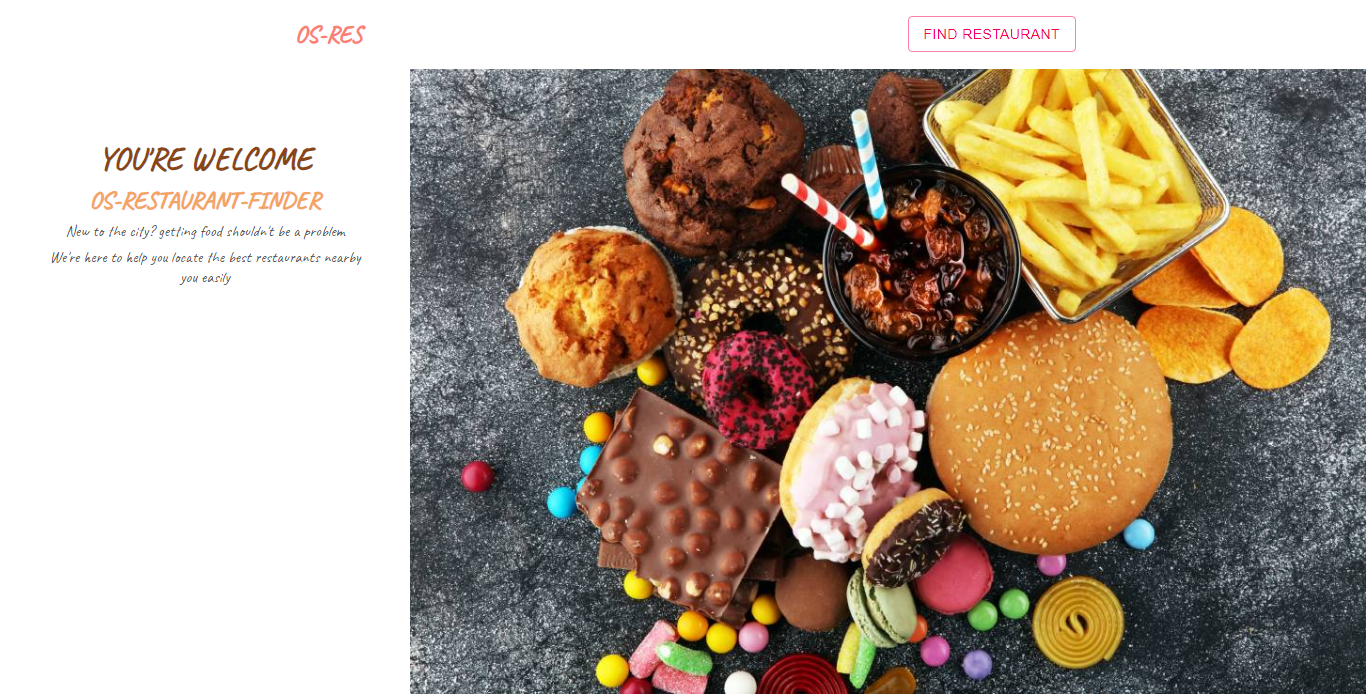 OS-RES
FIND RESTAURANT
YOU'RE WELCOME
OS-RESTAURANT-FINDER
New to the city? getting food shouldn't be a problem
We're here to help you locate the best restaurants nearby
you easily